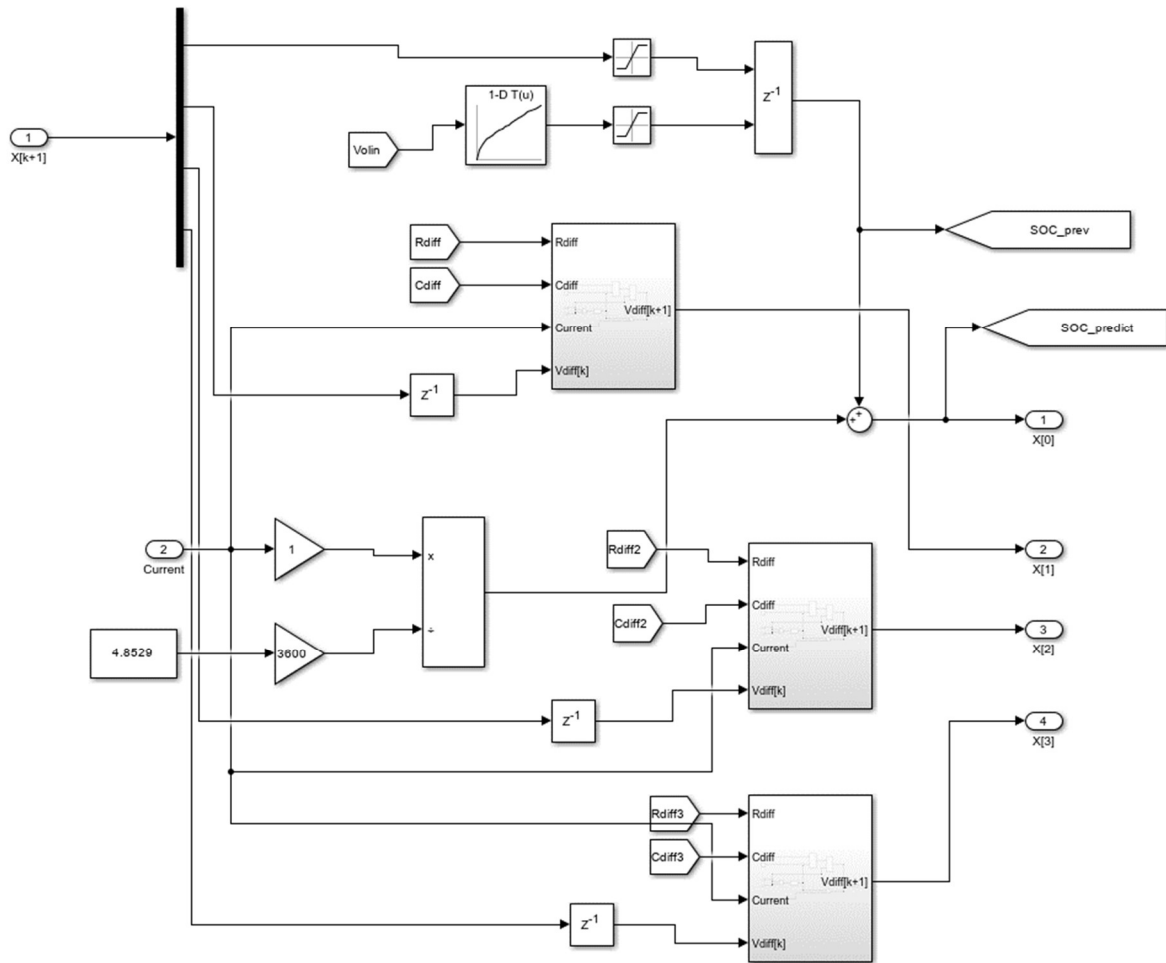 1-D T(u)
Z-1
1
X[k+1]
Volin
SOC_prev
Rdiff
Rdiff
Cdiff
Cdiff
Vdiff[k+1]
Current
SOC_predict
Vdiff[k]
Z-1
+
+
1
X[0]
2
Current
1
x
Rdiff2
Rdiff
2
X[1]
Cdiff2
Cdiff
Vdiff[k+1]
3
X[2]
4.8529
3600
÷
Current
Vdiff[k]
Z-1
4
X[3]
Rdiff3
Rdiff
Cdiff3
Cdiff
Vdiff[k+1]
Current
Z-1
Vdiff[k]